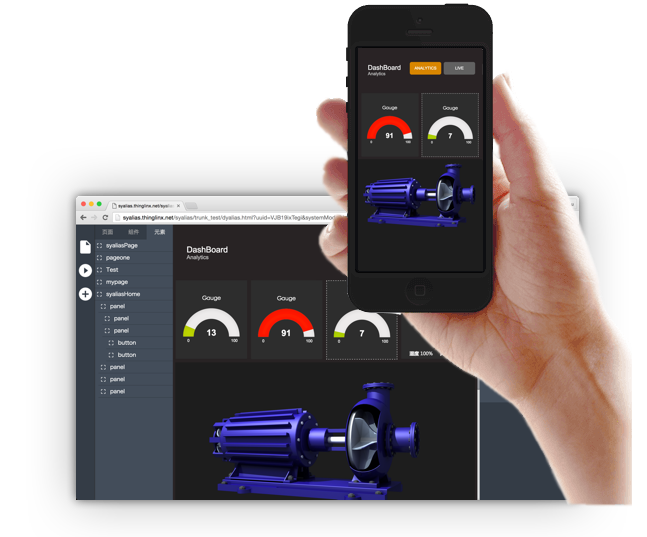 DashBoard
Analytics
ANALYTICS
LIVE
Gouge
Gouge
91
0
100
7
0
100
syalias.thinglinx.net/syalias
syalias.thinglinx.net/syalias/trunk_test/dyalias.html?uuid=VJB19lxTegi&systemMod
页面
组件
元素
syaliasPage
pageone
Test
mypage
syaliasHome
panel
panel
panel
button
button
panel
panel
panel
DashBoard
Analytics
Gouge
Gouge
13
0
100
91
0
100
7
0
100
温度 100%